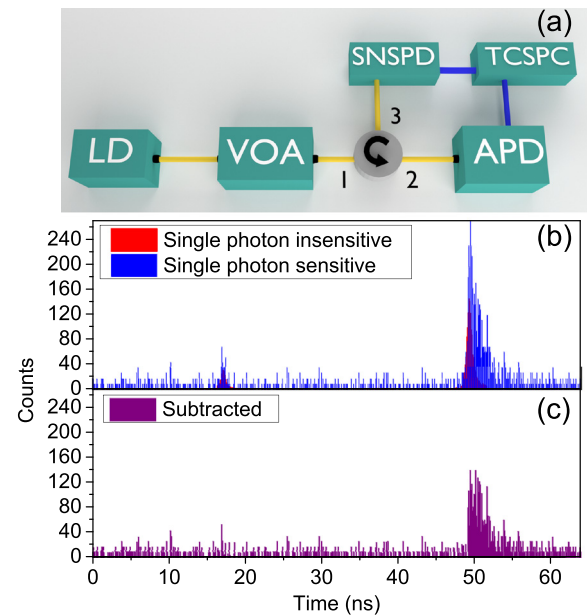 (a)
SNSPD TCSPC
3
LD VOA APD
1 2
(b)
Single photon insensitive
Single photon sensitive
240
200
160
120
80
40
0
Counts
(c)
Subtracted
240
200
160
120
80
40
0
0 10 20 30 40 50 60
Time (ns)